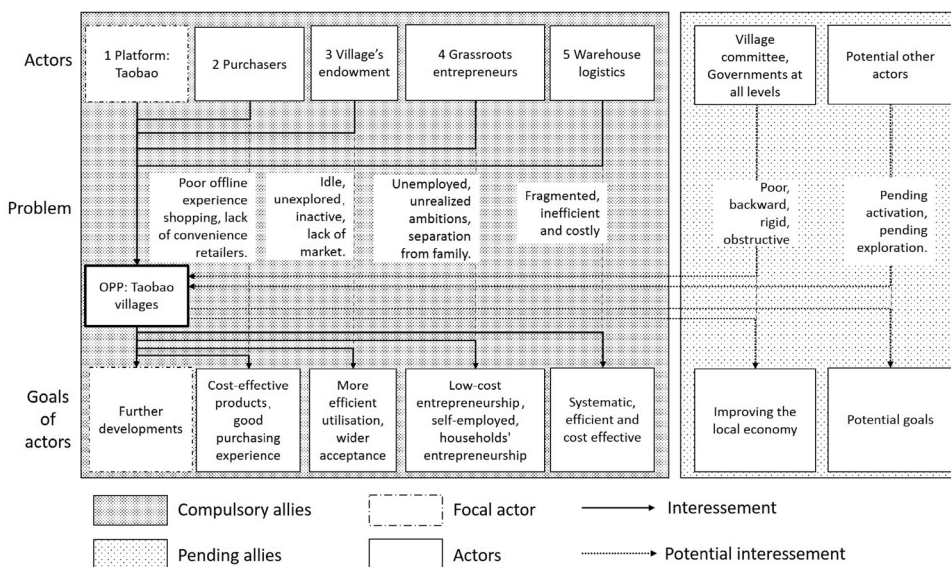 Actors
1 Platform:
Taobao
2 Purchasers
3 Village's
endowment
4 Grassroots
entrepreneurs
5 Warehouse
logistics
Village
committee,
Governments at
all levels
Potential other
actors
Problem
Poor offline
experience
shopping, lack of
convenience
retailers.
Idle,
unexplored,
inactive,
lack of
market.
Unemployed,
unrealized
ambitions,
separation
from family.
Fragmented,
inefficient
and costly
Poor,
backward,
rigid,
obstructive
Pending
activation,
pending
exploration.
OPP: Taobao
villages
Goals
of
actors
Further
developments
Cost-effective
products,
good
purchasing
experience
More
efficient
utilisation,
wider
acceptance
Low-cost
entrepreneurship,
self-employed,
households'
entrepreneurship
Systematic,
efficient and
cost effective
Improving the
local economy
Potential goals
Compulsory allies
Focal actor
Interessement
Pending allies
Actors
Potential interessement